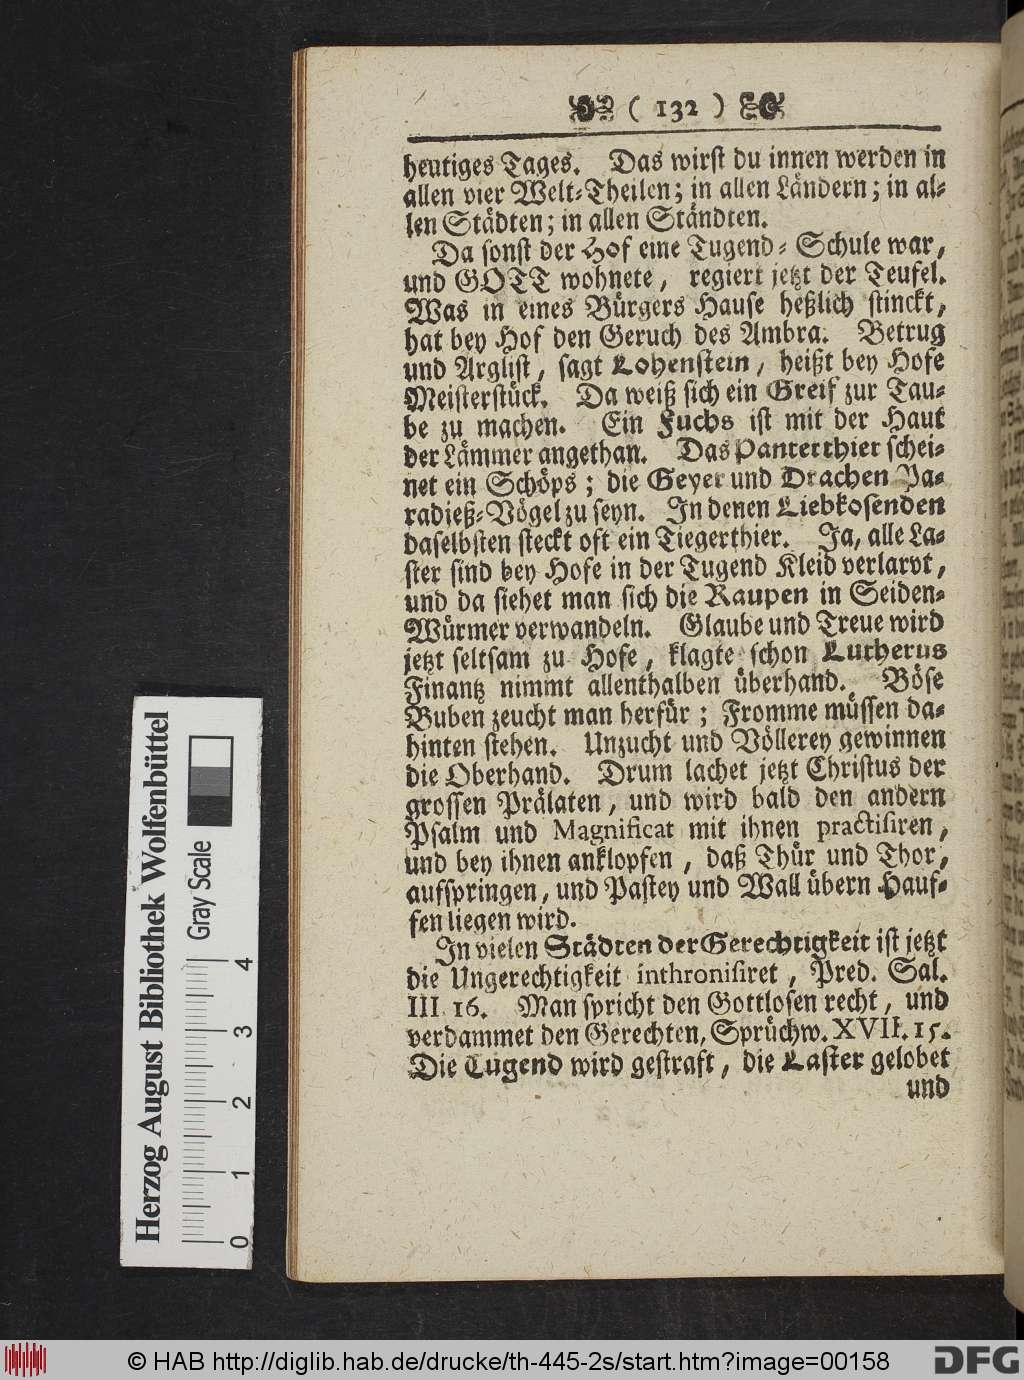 ( 132 )
heutiges Tages. Das wirst du innen werden in
allen vier Welt-Theilen; in allen Ländern; in al-
len Städten; in allen Ständten.
Da sonst der Hof eine Tugend-Schule war,
und GOTT wohnete, regiert jetzt der Teufel.
Was in eines Bürgers Hause heßlich stinckt,
hat bey Hof den Geruch des Ambra. Betrug
und Arglist, sagt Lohenstein, heißt bey Hofe
Meisterstück. Da weiß sich ein Greif zur Tau-
be zu machen. Ein Fuchs ist mit der Haut
der Lämmer angethan. Das Panterthier schei-
net ein Schöps; die Geyer und Drachen Pa-
radieß-Vögel zu seyn. In denen Liebkosenden
daselbsten steckt oft ein Tiegerthier. Ja, alle La-
ster sind bey Hofe in der Tugend Kleid verlarvt,
und da siehet man sich die Raupen in Seiden-
Würmer verwandeln. Glaube und Treue wird
jetzt seltsam zu Hofe, klagte schon Lutherus
Finantz nimmt allenthalben überhand. Böse
Buben zeucht man herfür; Fromme müssen da-
hinten stehen. Unzucht und Völlerey gewinnen
die Oberhand. Drum lachet jetzt Christus der
grossen Prälaten, und wird bald den andern
Psalm und Magnificat mit ihnen practisiren,
und bey ihnen anklopfen, daß Thür und Thor,
aufspringen, und Pastey und Wall übern Hauf-
fen liegen wird.
In vielen Städten der Gerechtigkeit ist jetzt
die Ungerechtigkeit inthronisiret, Pred. Sal.
III 16. Man spricht den Gottlosen recht, und
verdammet den Gerechten, Sprüchw. XVII. 15.
Die Tugend wird gestraft, die Laster gelobet
und
Herzog August Bibliothek Wolfenbüttel
Gray Scale
0 1 2 3 4
© HAB http://diglib.hab.de/drucke/th-445-2s/start.htm?image=00158
DFG